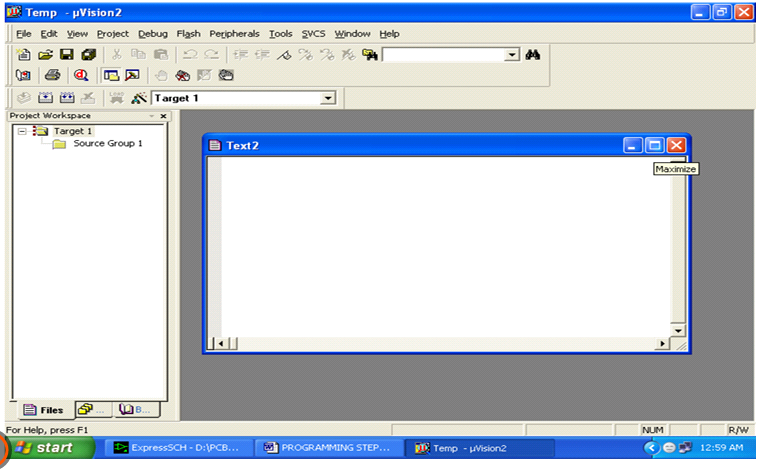 Temp - µVision2
File Edit View Project Debug Flash Peripherals Tools SVCS Window Help
LOAD Target 1
Project Workspace
Target 1
Source Group 1
Text2
Maximize
Files ... B...
For Help, press F1 NUM R/W
start ExpressSCH - D:\PCB... PROGRAMMING STEP... Temp - µVision2 12:59 AM